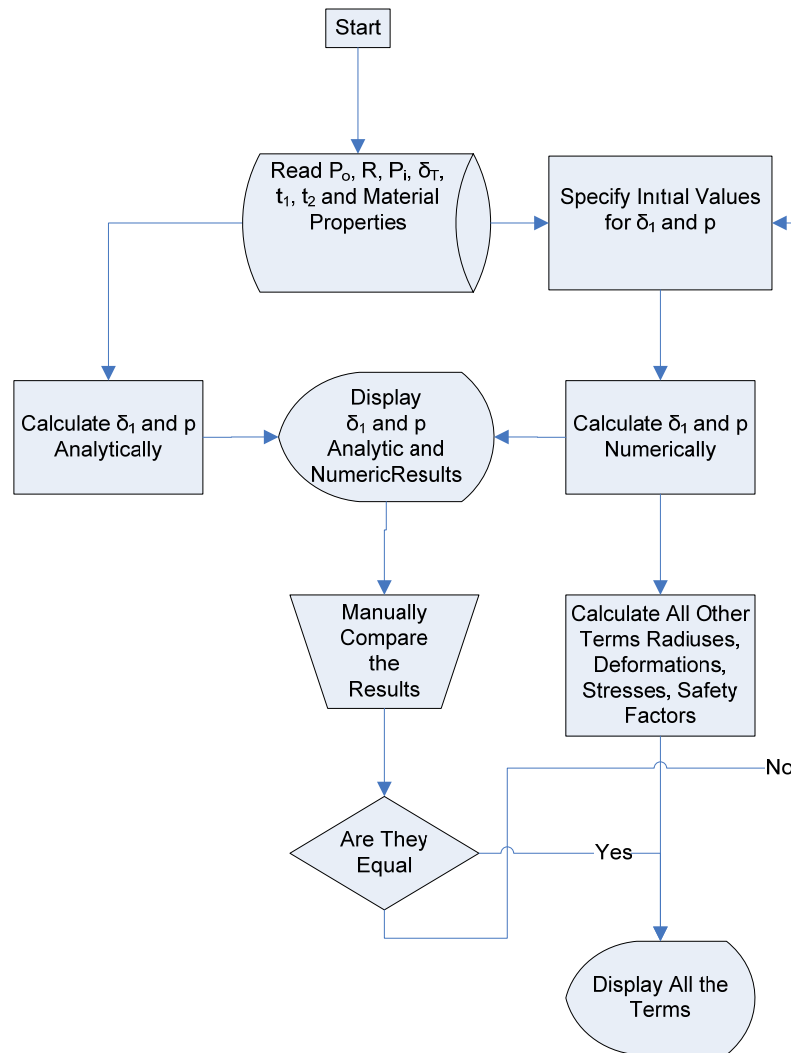 Start
Read Pₒ, R, Pᵢ, δ_T,
t₁, t₂ and Material
Properties
Specify Initial Values
for δ₁ and p
Calculate δ₁ and p
Analytically
Display
δ₁ and p
Analytic and
NumericResults
Calculate δ₁ and p
Numerically
Manually
Compare
the
Results
Calculate All Other
Terms Radiuses,
Deformations,
Stresses, Safety
Factors
No
Are They
Equal
Yes
Display All the
Terms